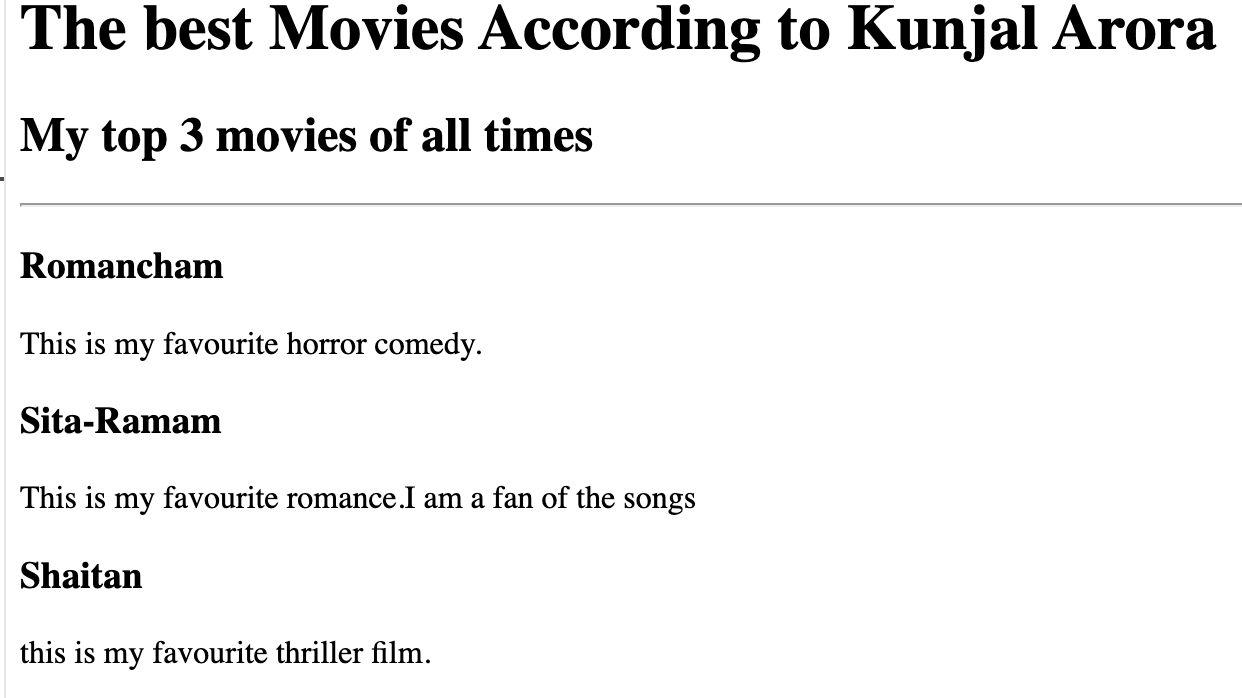 The best Movies According to Kunjal Arora
My top 3 movies of all times
Romancham
This is my favourite horror comedy.
Sita-Ramam
This is my favourite romance.I am a fan of the songs
Shaitan
this is my favourite thriller film.